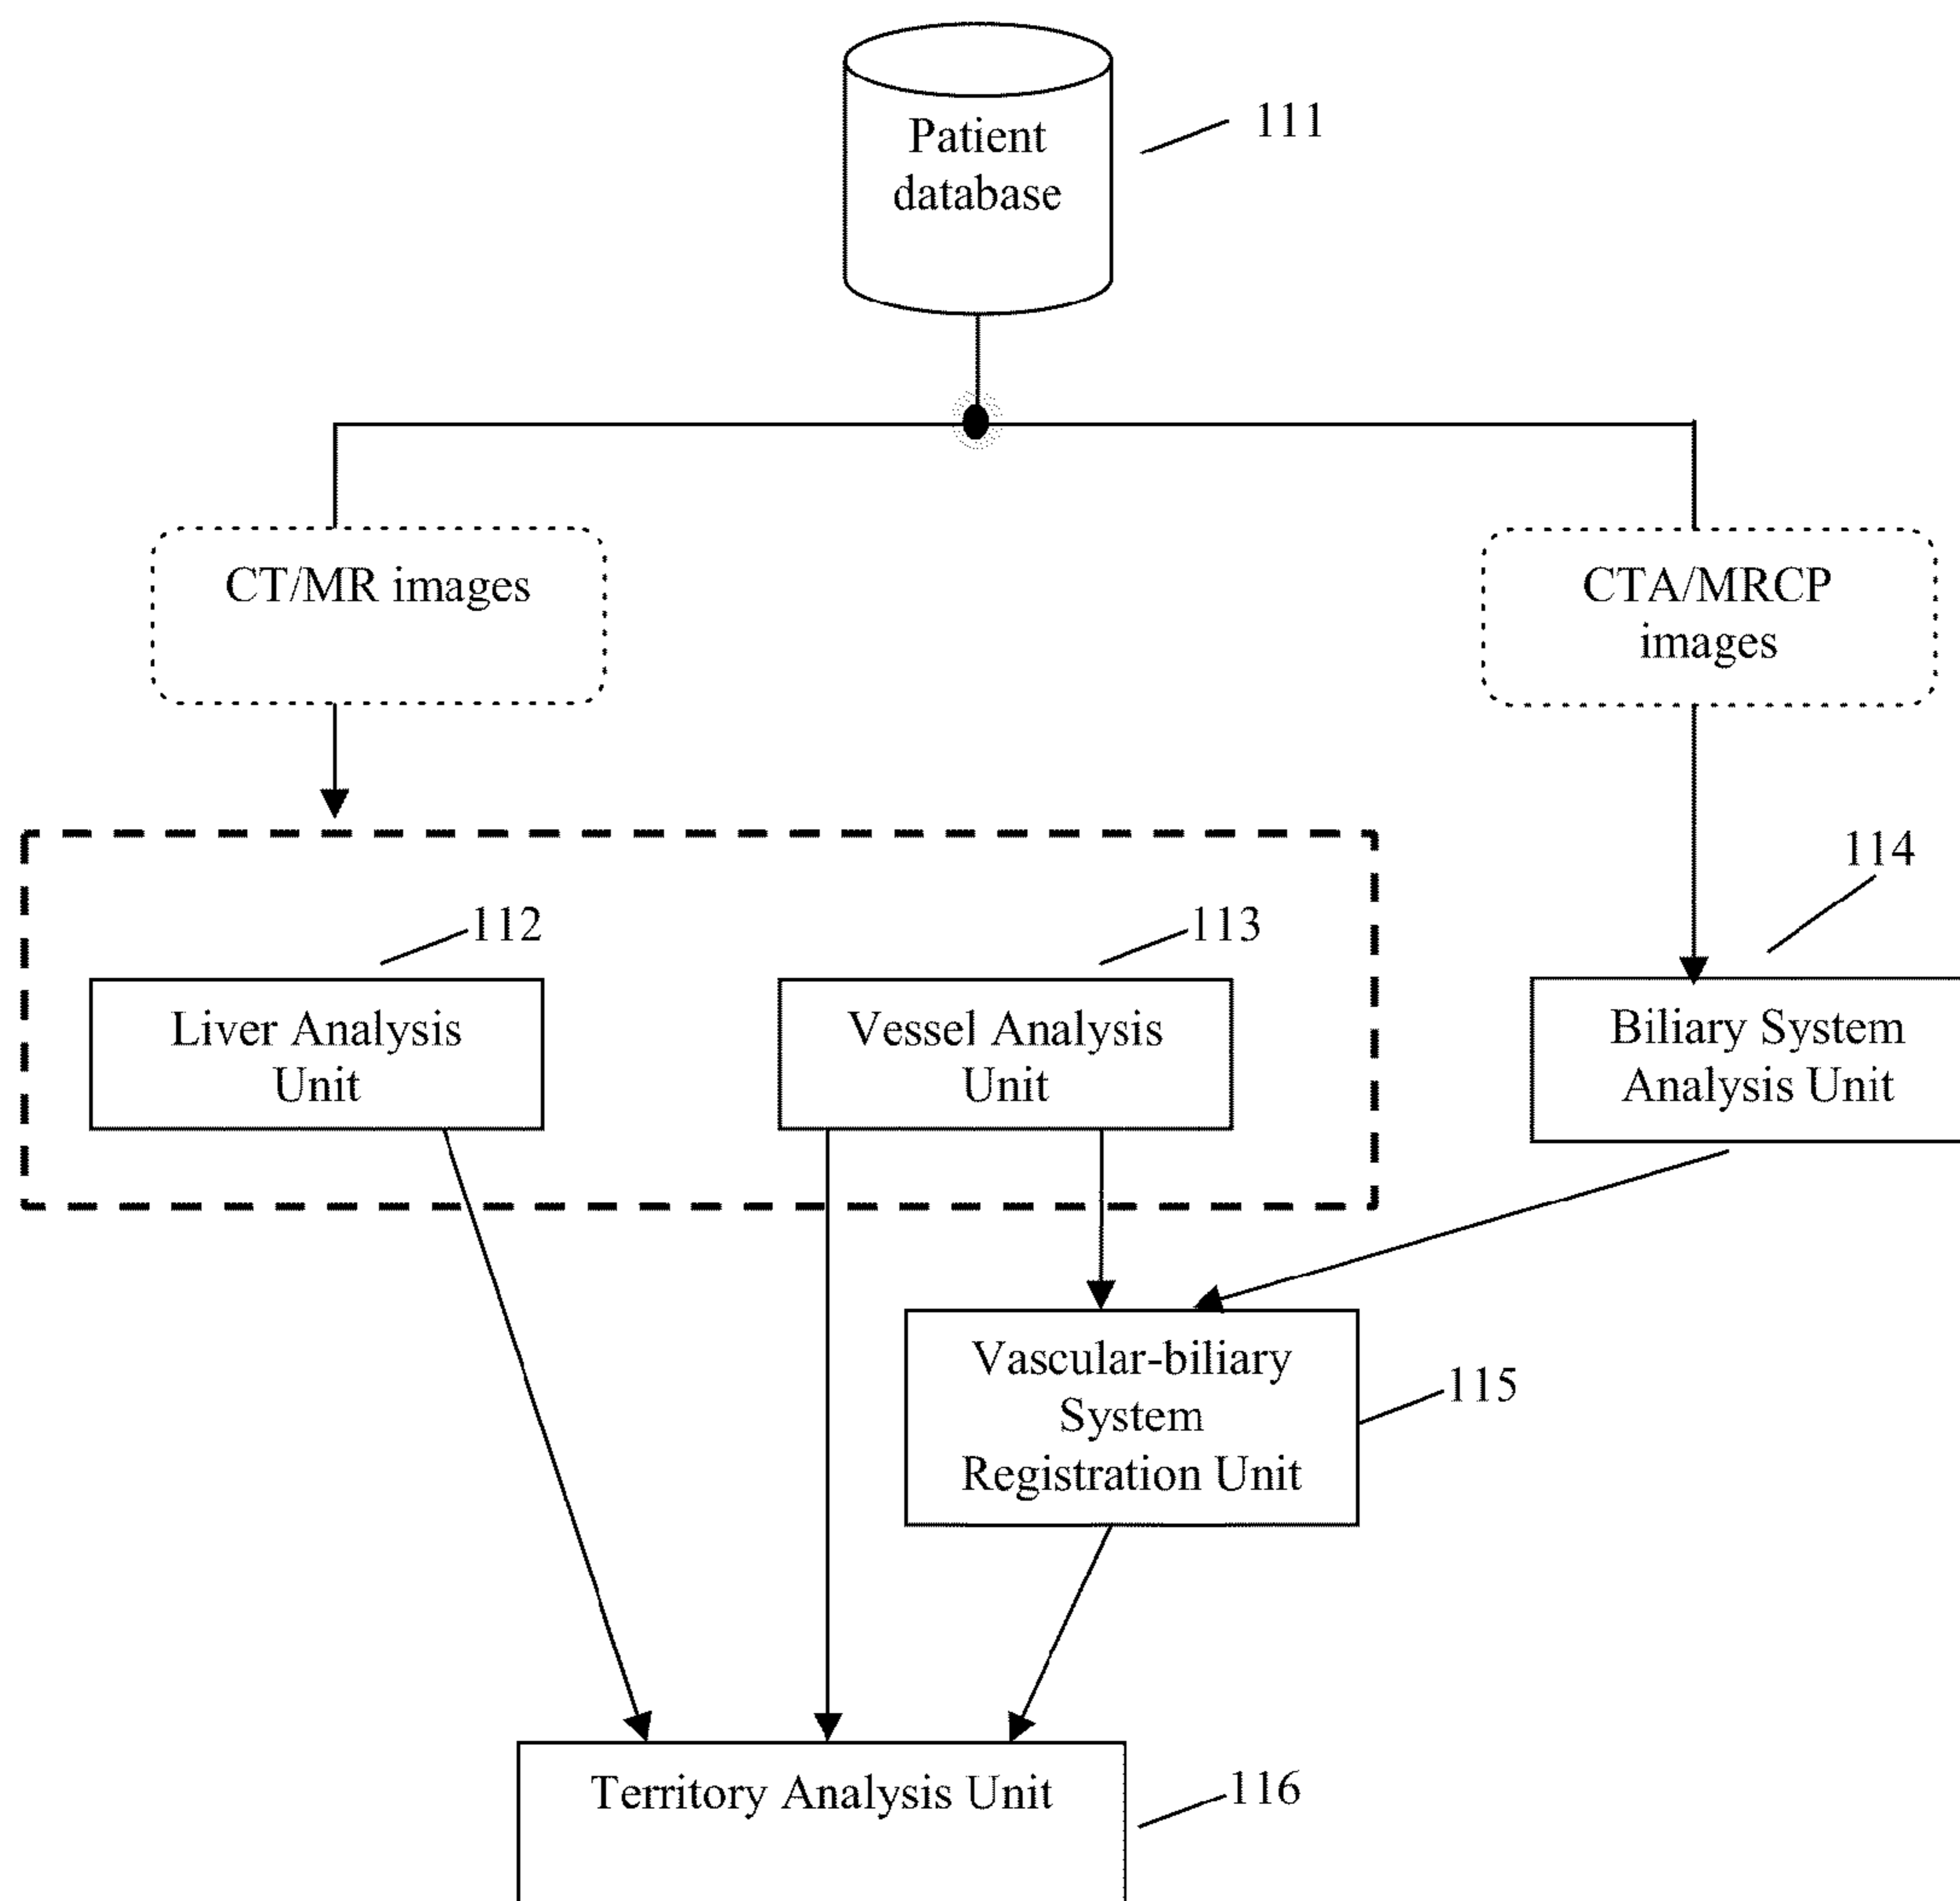 Patient
database
111
CT/MR images
CTA/MRCP
images
114
112
113
Liver Analysis
Unit
Vessel Analysis
Unit
Biliary System
Analysis Unit
Vascular-biliary
System
Registration Unit
115
Territory Analysis Unit
116